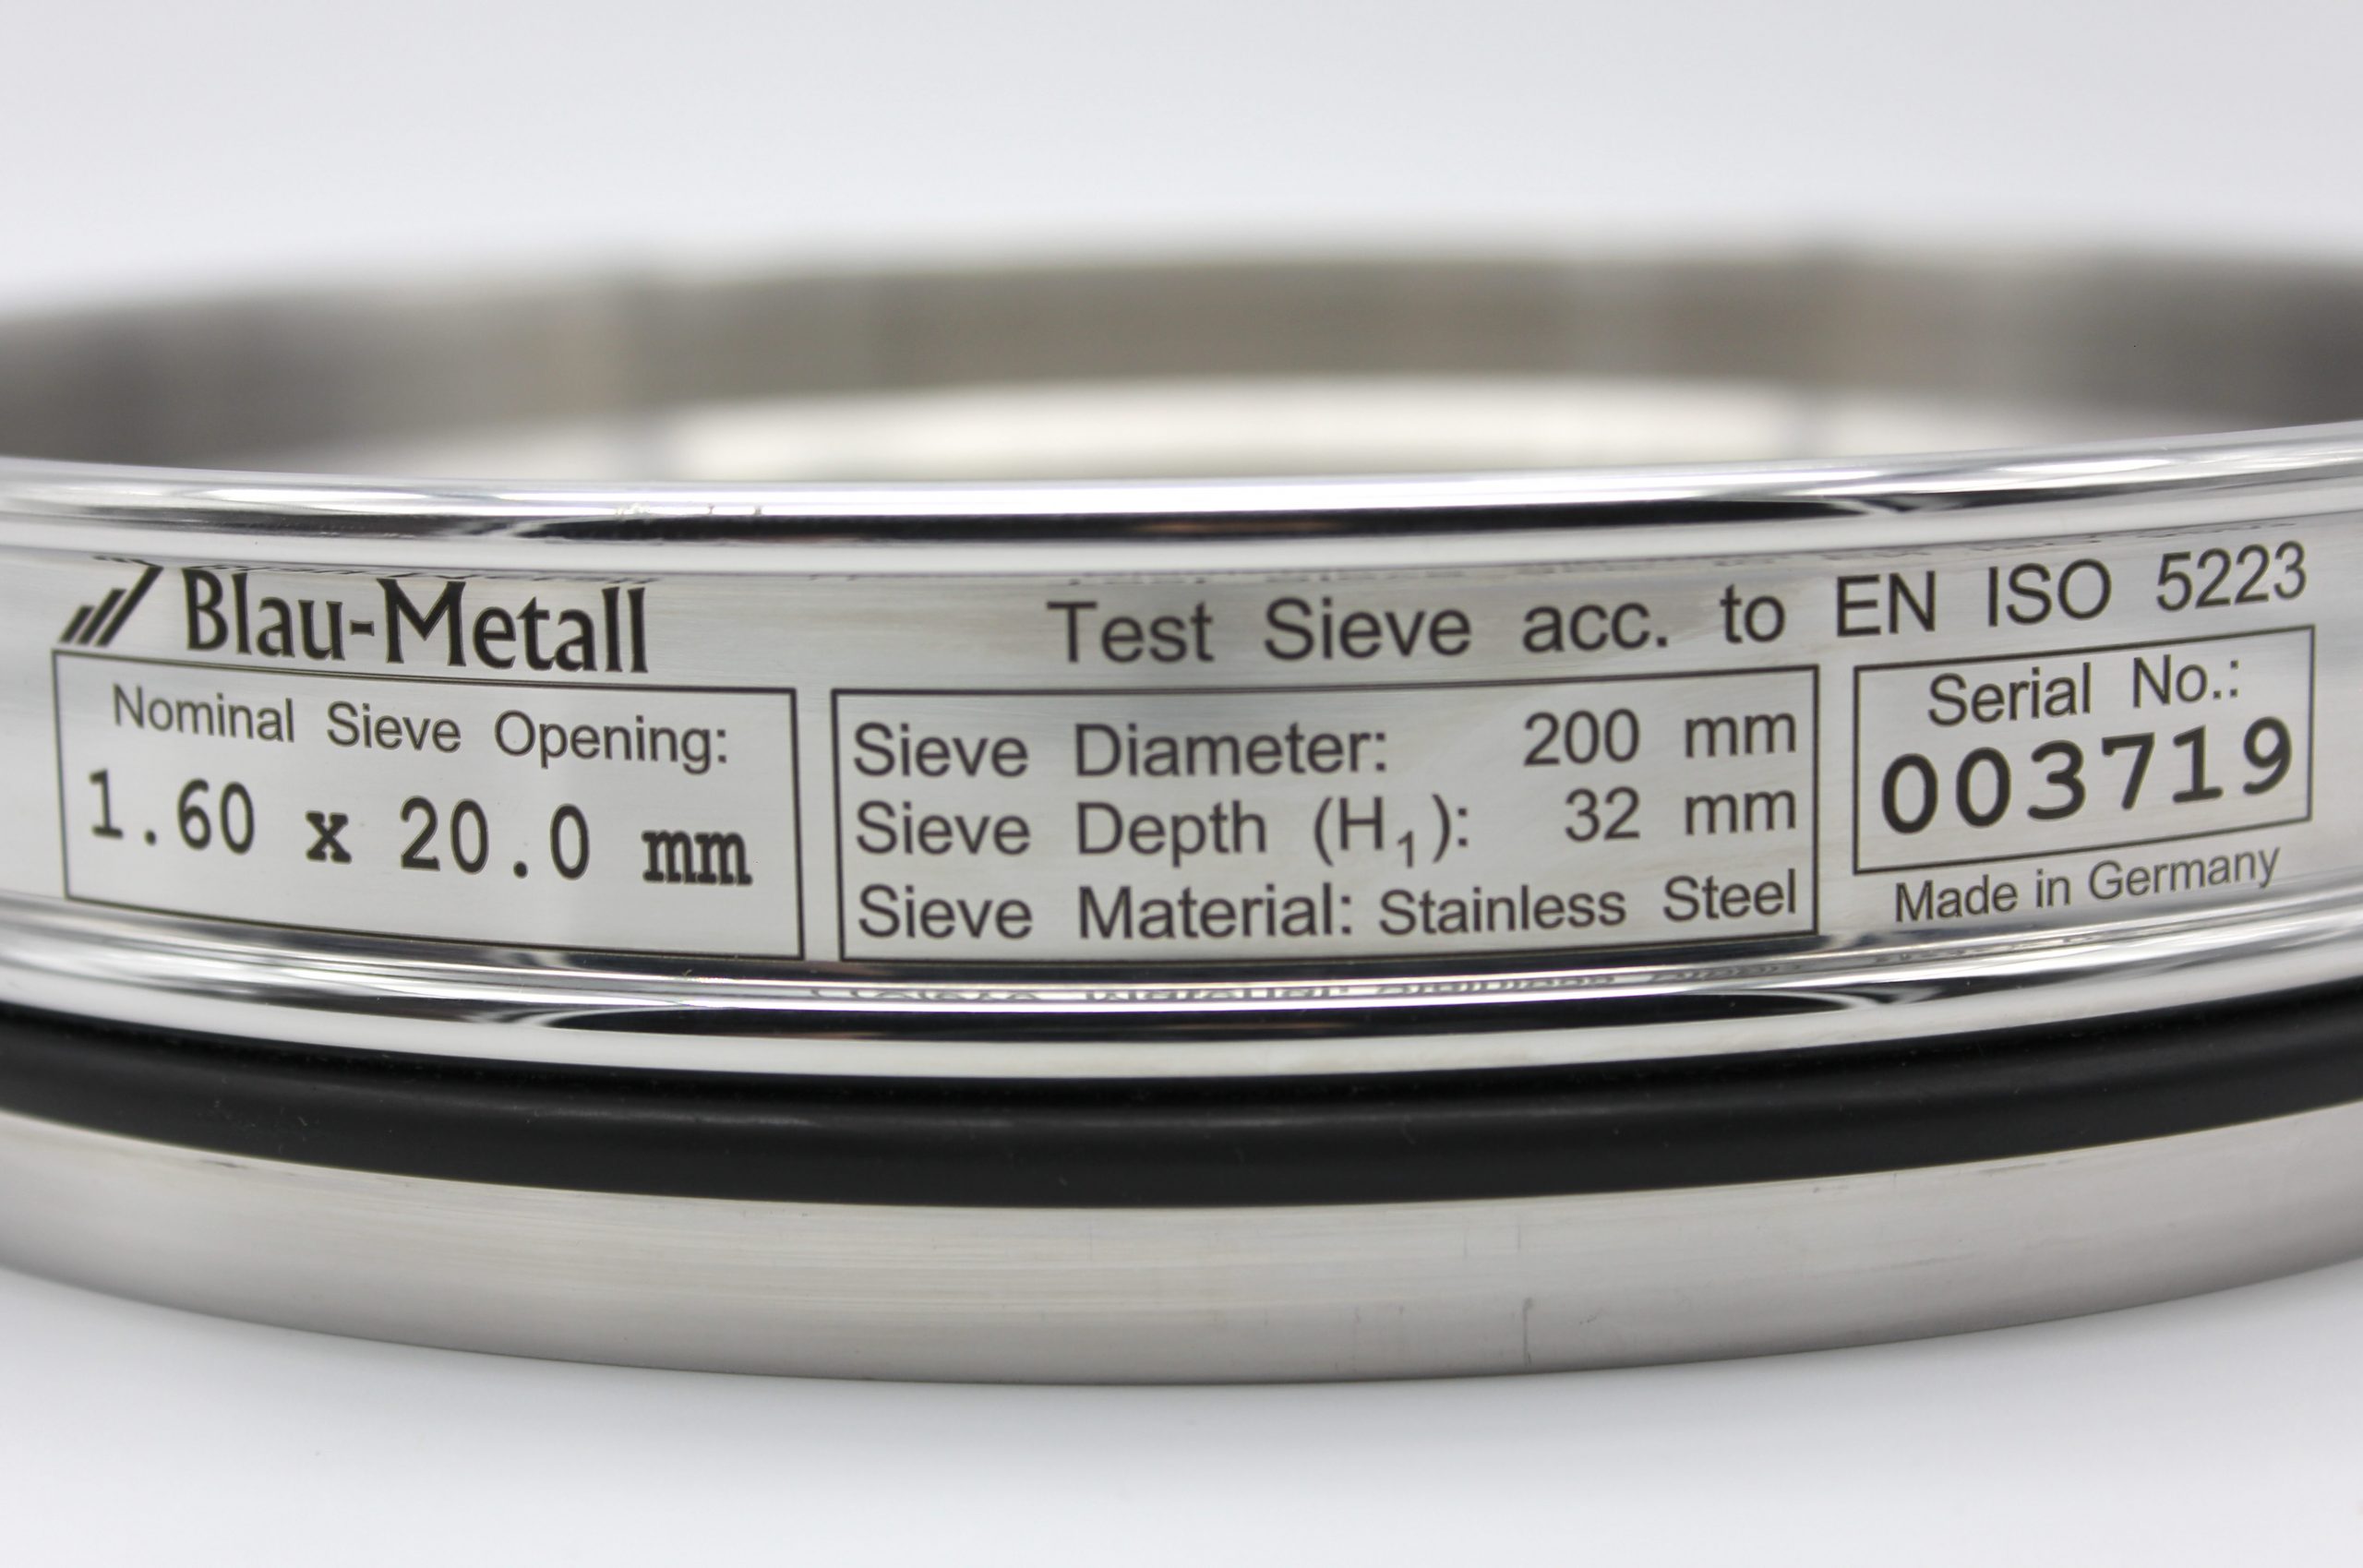 Blau-Metall
Test Sieve acc. to EN ISO 5223
Nominal Sieve Opening:
1.60 x 20.0 mm
Sieve Diameter: 200 mm
Sieve Depth (H₁): 32 mm
Sieve Material: Stainless Steel
Serial No.:
003719
Made in Germany